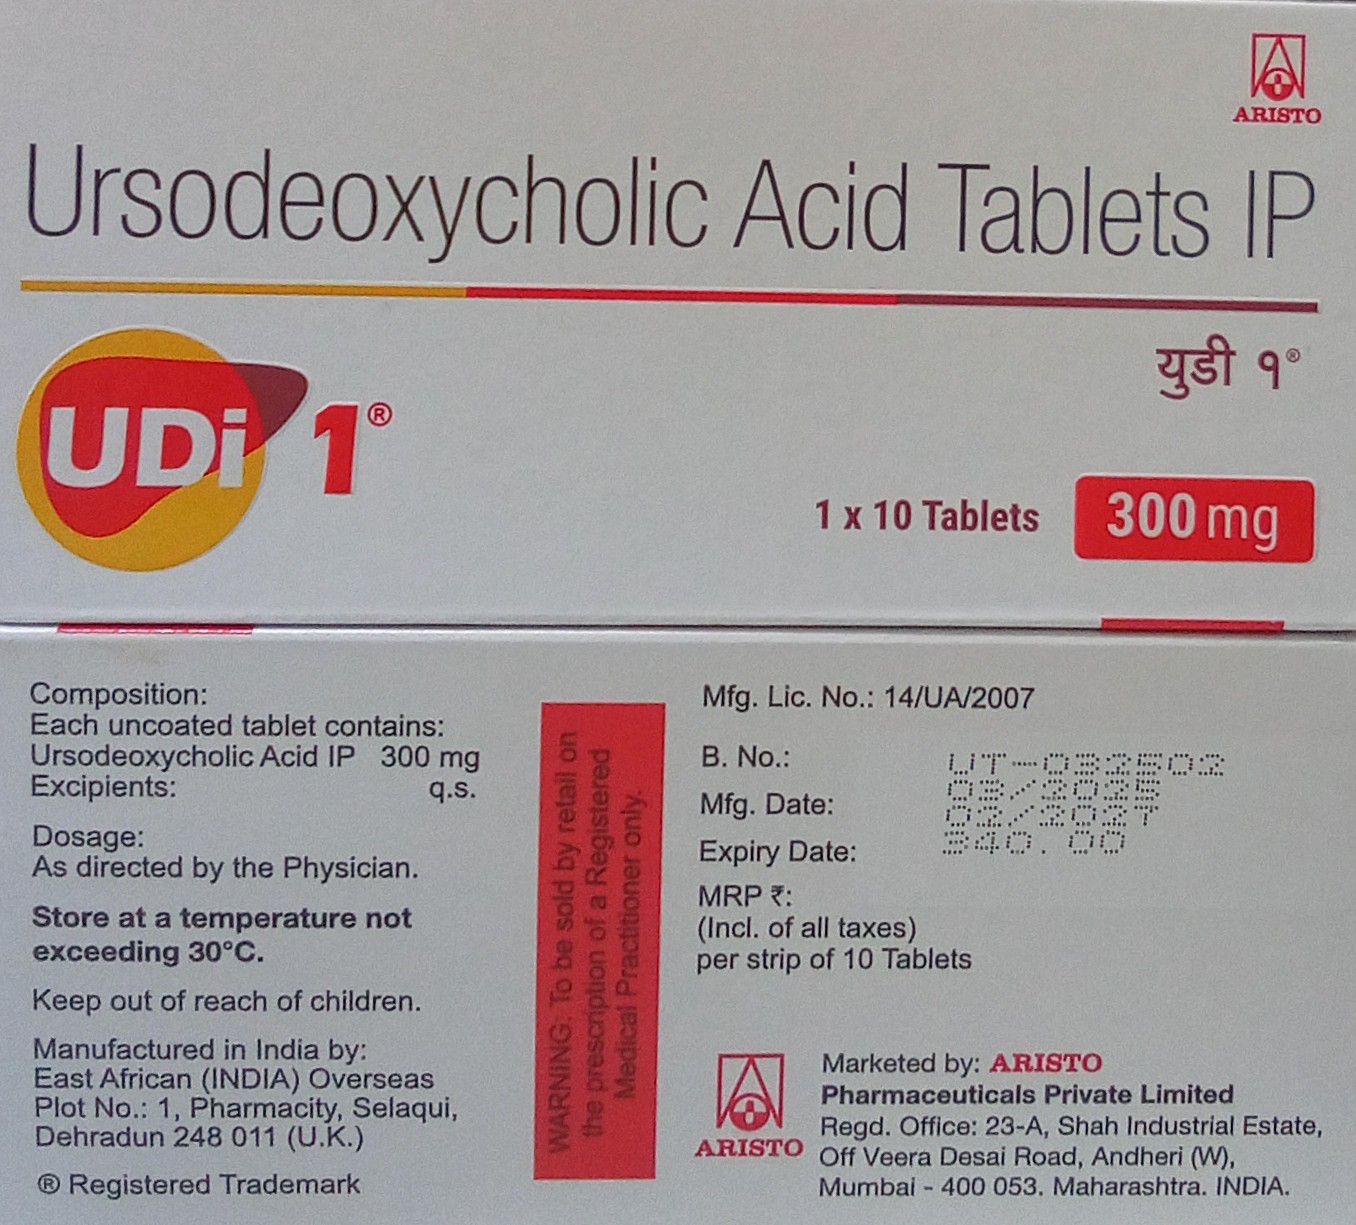 ARISTO
Ursodeoxycholic Acid Tablets IP
UDi 1®
युडी १®
1 x 10 Tablets
300 mg
Composition:
Each uncoated tablet contains:
Ursodeoxycholic Acid IP 300 mg
Excipients: q.s.
Dosage:
As directed by the Physician.
Store at a temperature not
exceeding 30°C.
Keep out of reach of children.
Manufactured in India by:
East African (INDIA) Overseas
Plot No.: 1, Pharmacity, Selaqui,
Dehradun 248 011 (U.K.)
® Registered Trademark
WARNING: To be sold by retail on
the prescription of a Registered
Medical Practitioner only.
Mfg. Lic. No.: 14/UA/2007
B. No.:
Mfg. Date:
Expiry Date:
MRP ₹:
(Incl. of all taxes)
per strip of 10 Tablets
UT-032502
03/2025
02/2027
340.00
ARISTO
Marketed by: ARISTO
Pharmaceuticals Private Limited
Regd. Office: 23-A, Shah Industrial Estate,
Off Veera Desai Road, Andheri (W),
Mumbai - 400 053. Maharashtra. INDIA.